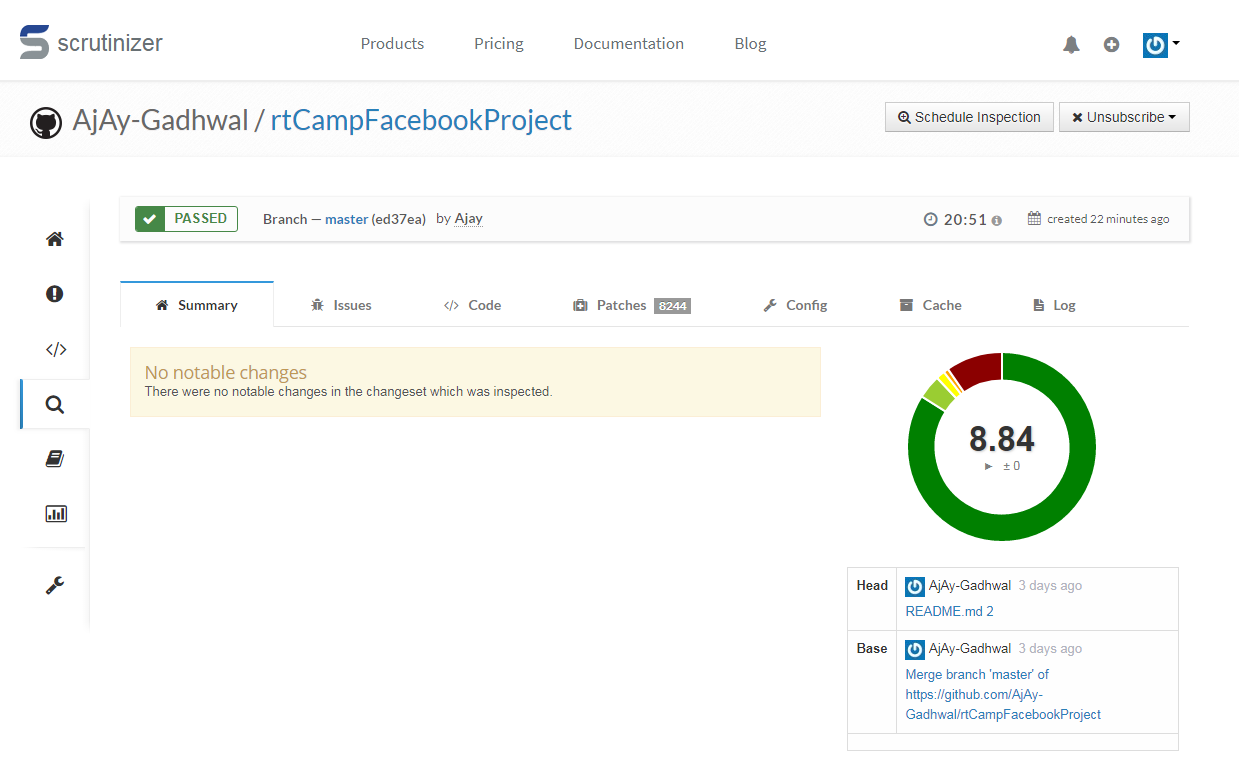 scrutinizer
Products Pricing Documentation Blog
AjAy-Gadhwal / rtCampFacebookProject
Schedule Inspection Unsubscribe
PASSED Branch — master (ed37ea) by Ajay 20:51 created 22 minutes ago
Summary Issues Code Patches 8244 Config Cache Log
No notable changes
There were no notable changes in the changeset which was inspected.
8.84
± 0
Head AjAy-Gadhwal 3 days ago
README.md 2
Base AjAy-Gadhwal 3 days ago
Merge branch 'master' of
https://github.com/AjAy-
Gadhwal/rtCampFacebookProject